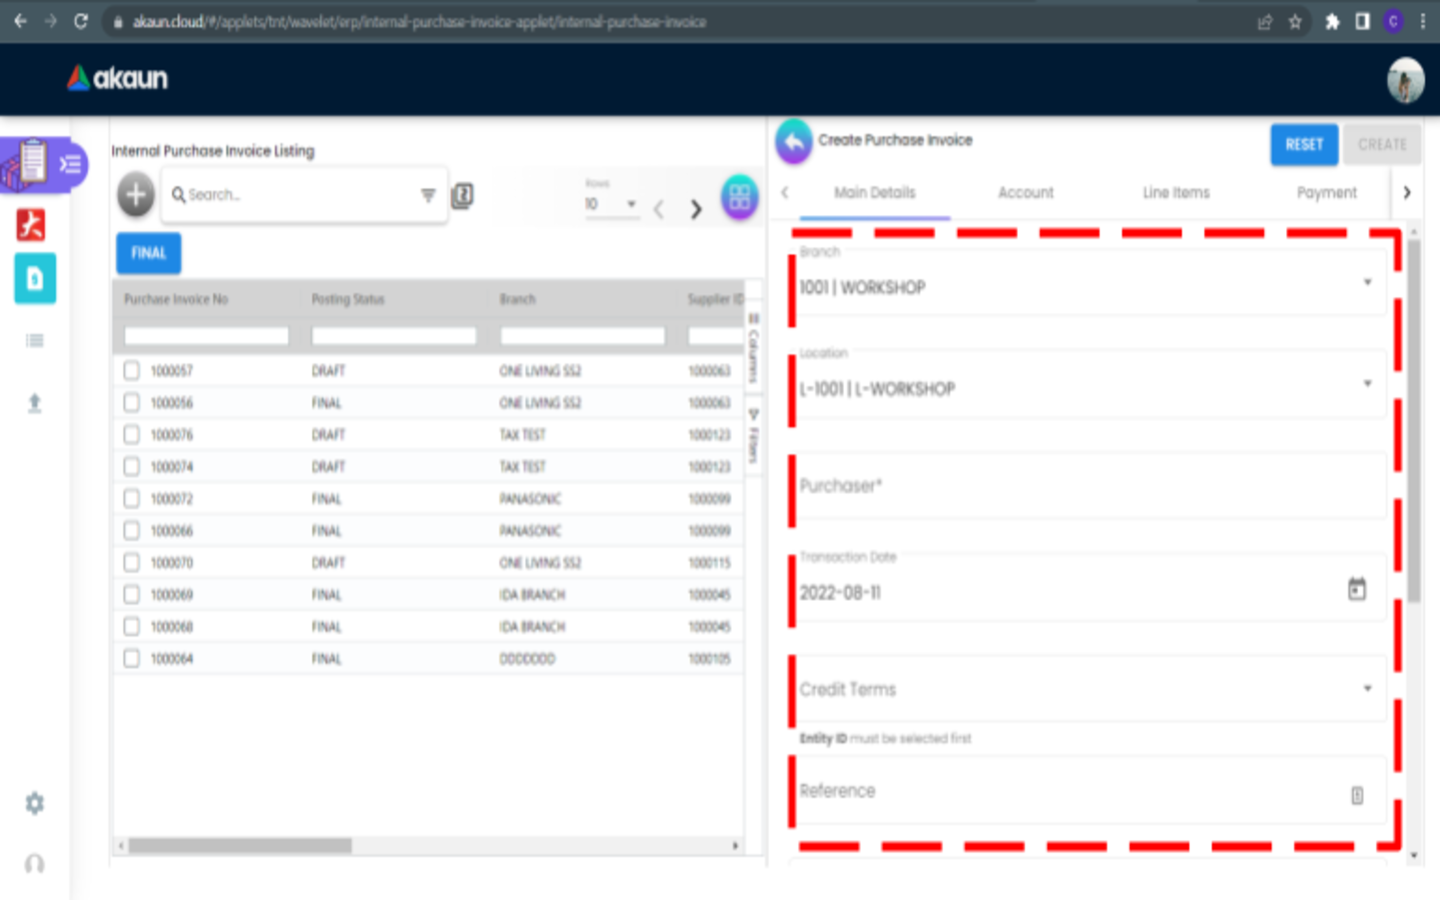 akaun.cloud/#/applets/tnt/wavelet/erp/internal-purchase-invoice-applet/internal-purchase-invoice
C
akaun
Internal Purchase Invoice Listing
Search...
Rows
10
FINAL
Purchase Invoice No Posting Status Branch Supplier ID
1000057 DRAFT ONE LIVING SS2 1000063
1000056 FINAL ONE LIVING SS2 1000063
1000076 DRAFT TAX TEST 1000123
1000074 DRAFT TAX TEST 1000123
1000072 FINAL PANASONIC 1000099
1000066 FINAL PANASONIC 1000099
1000070 DRAFT ONE LIVING SS2 1000115
1000069 FINAL IDA BRANCH 1000045
1000068 FINAL IDA BRANCH 1000045
1000064 FINAL DDDDDDD 1000105
Columns
Filters
Create Purchase Invoice
RESET
CREATE
Main Details Account Line Items Payment
Branch
1001 | WORKSHOP
Location
L-1001 | L-WORKSHOP
Purchaser*
Transaction Date
2022-08-11
Credit Terms
Entity ID must be selected first
Reference